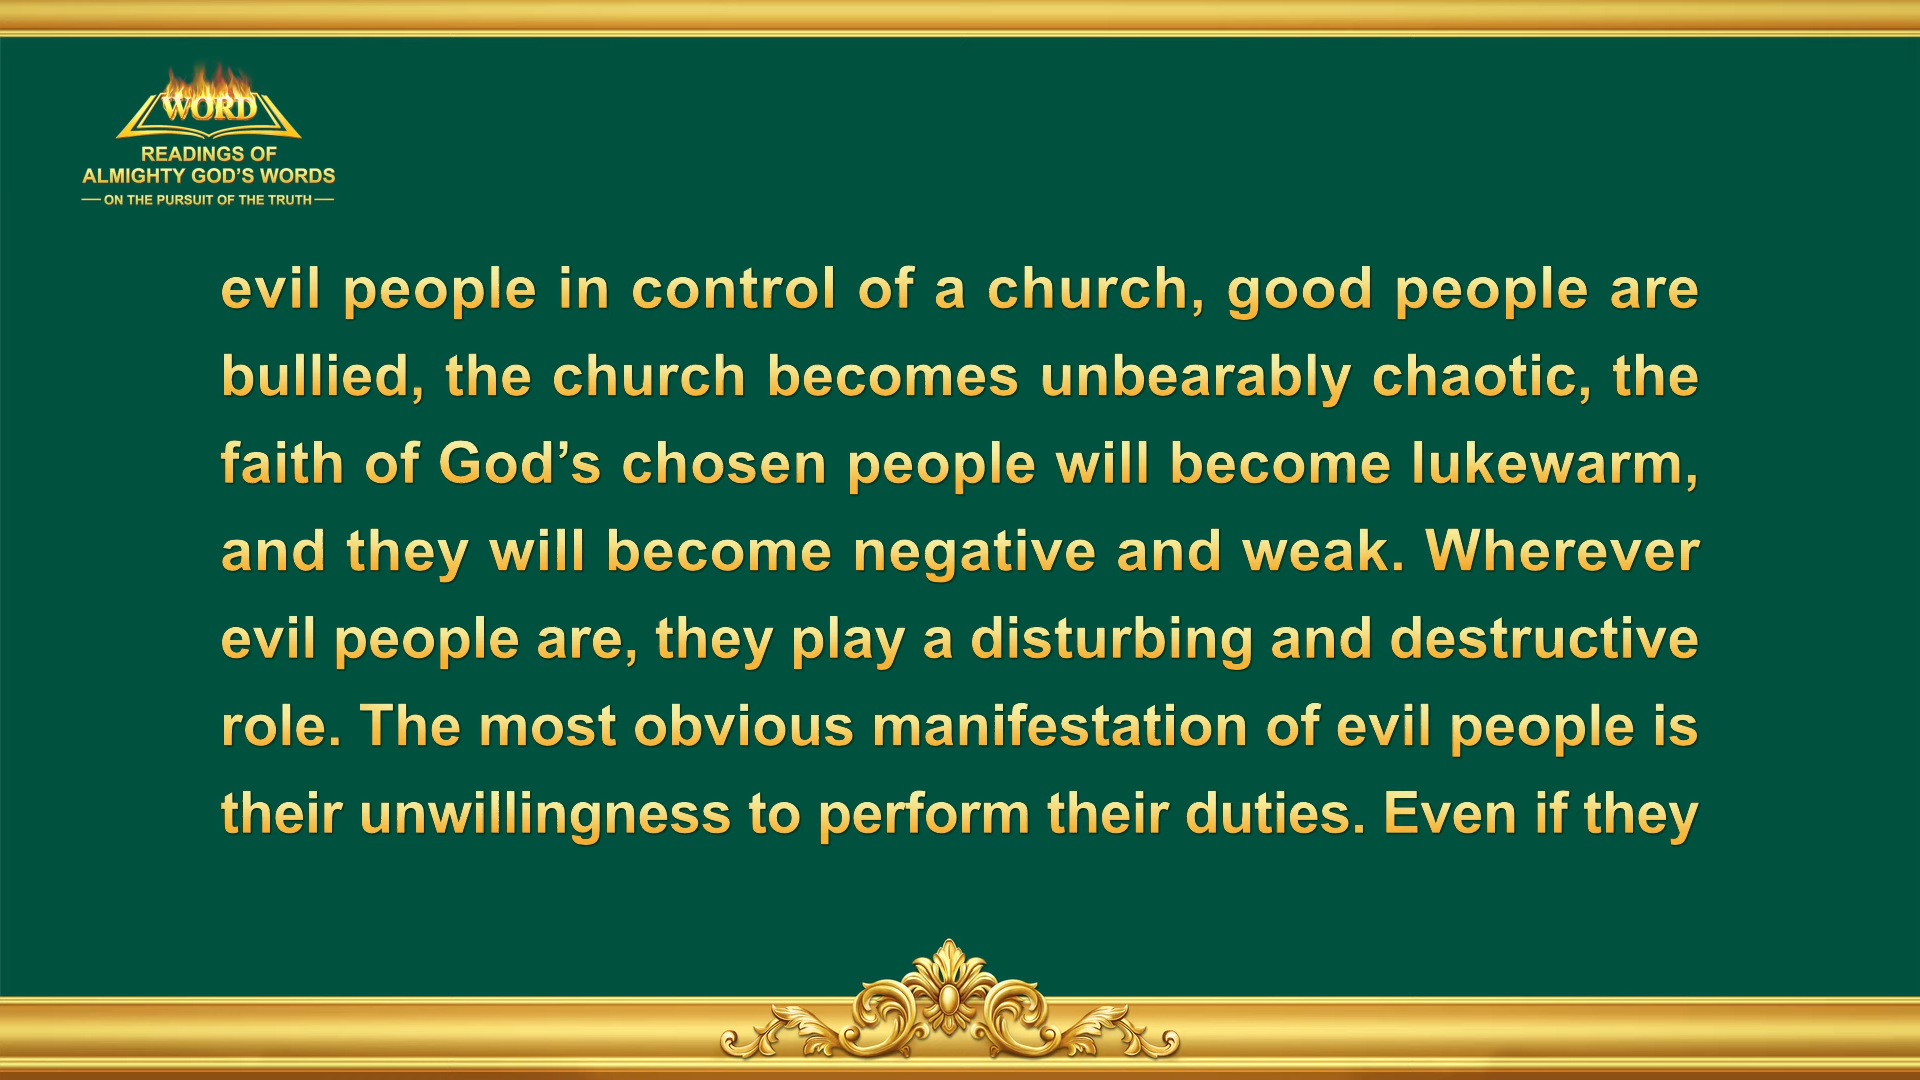 WORD
READINGS OF
ALMIGHTY GOD’S WORDS
ON THE PURSUIT OF THE TRUTH
evil people in control of a church, good people are
bullied, the church becomes unbearably chaotic, the
faith of God’s chosen people will become lukewarm,
and they will become negative and weak. Wherever
evil people are, they play a disturbing and destructive
role. The most obvious manifestation of evil people is
their unwillingness to perform their duties. Even if they